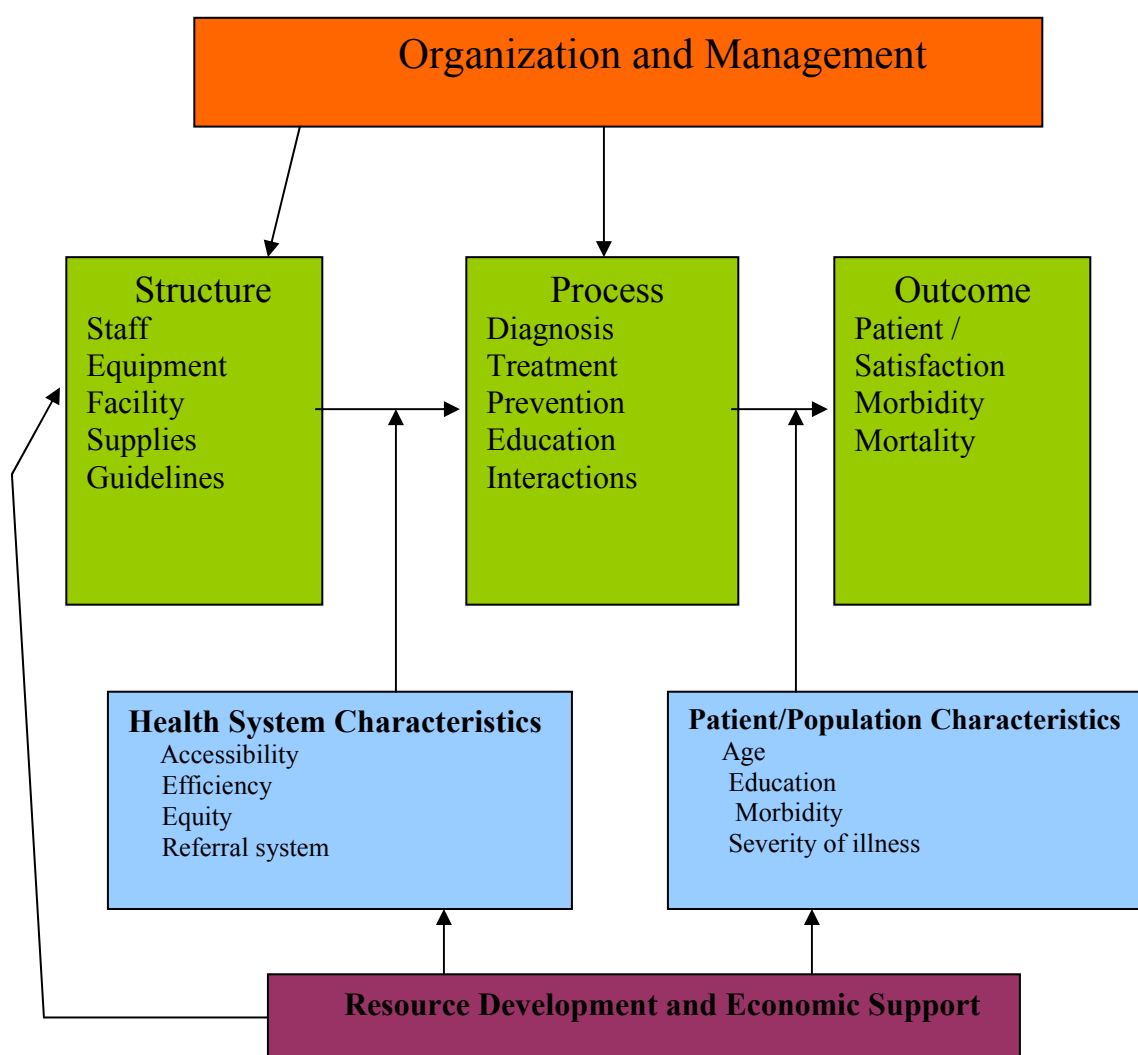 Organization and Management
Structure
Staff
Equipment
Facility
Supplies
Guidelines
Process
Diagnosis
Treatment
Prevention
Education
Interactions
Outcome
Patient /
Satisfaction
Morbidity
Mortality
Health System Characteristics
Accessibility
Efficiency
Equity
Referral system
Patient/Population Characteristics
Age
Education
Morbidity
Severity of illness
Resource Development and Economic Support